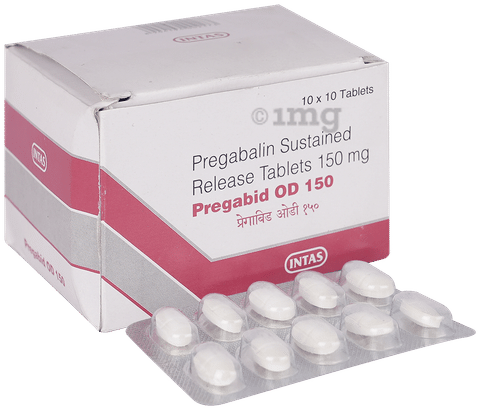 INTAS
10 x 10 Tablets
©1mg
Pregabalin Sustained
Release Tablets 150 mg
Pregabid OD 150
प्रेगाबिड ओडी १५०
INTAS
INTAS
Pregabid OD 150